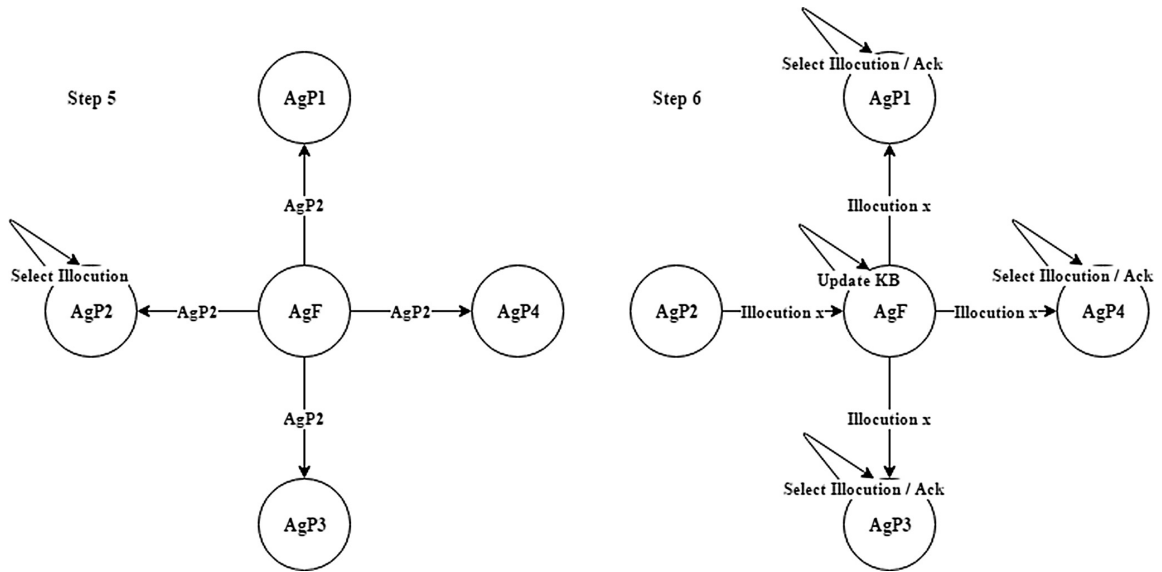 Step 5
AgP1
AgP2
Select Illocution
AgP2
AgP2
AgF
AgP2
AgP4
AgP2
AgP3
Step 6
Select Illocution / Ack
AgP1
Illocution x
Update KB
Select Illocution / Ack
AgP2
Illocution x
AgF
Illocution x
AgP4
Illocution x
Select Illocution / Ack
AgP3